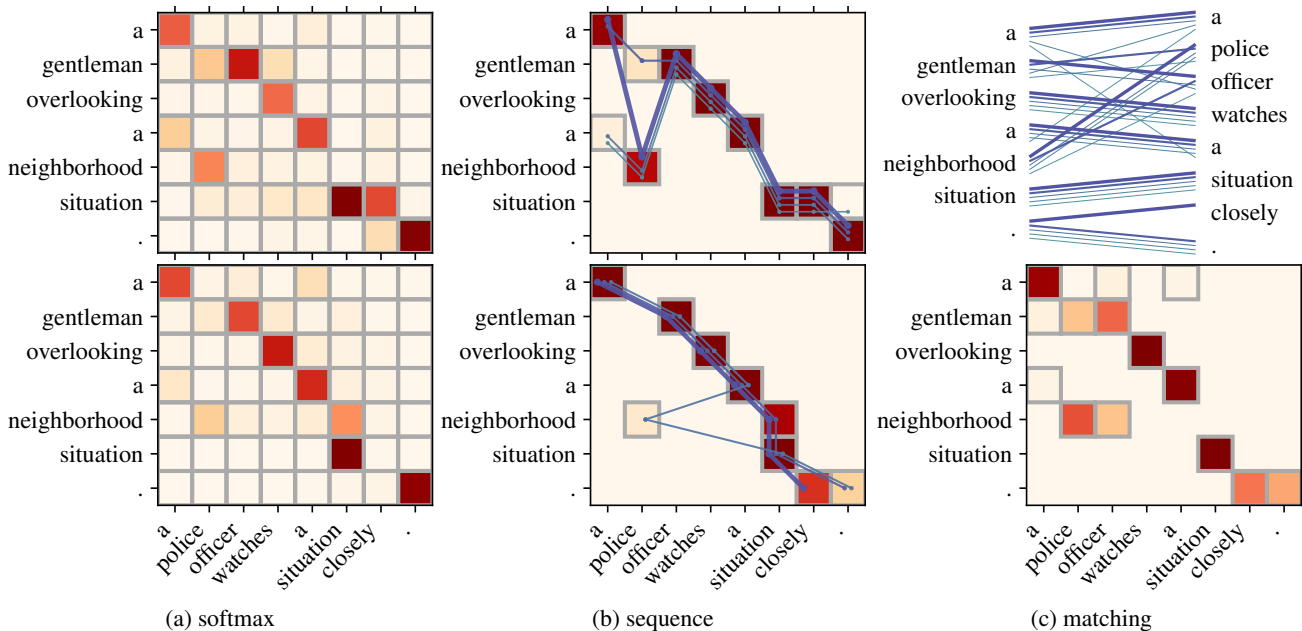 a
gentleman
overlooking
a
neighborhood
situation
.
a
gentleman
overlooking
a
neighborhood
situation
.
a
gentleman
overlooking
a
neighborhood
situation
.
a
police
officer
watches
a
situation
closely
.
a
gentleman
overlooking
a
neighborhood
situation
.
a
gentleman
overlooking
a
neighborhood
situation
.
a
gentleman
overlooking
a
neighborhood
situation
.
a
police
officer
watches
a
situation
closely
.
a
police
officer
watches
a
situation
closely
.
a
police
officer
watches
a
situation
closely
.
(a) softmax
(b) sequence
(c) matching